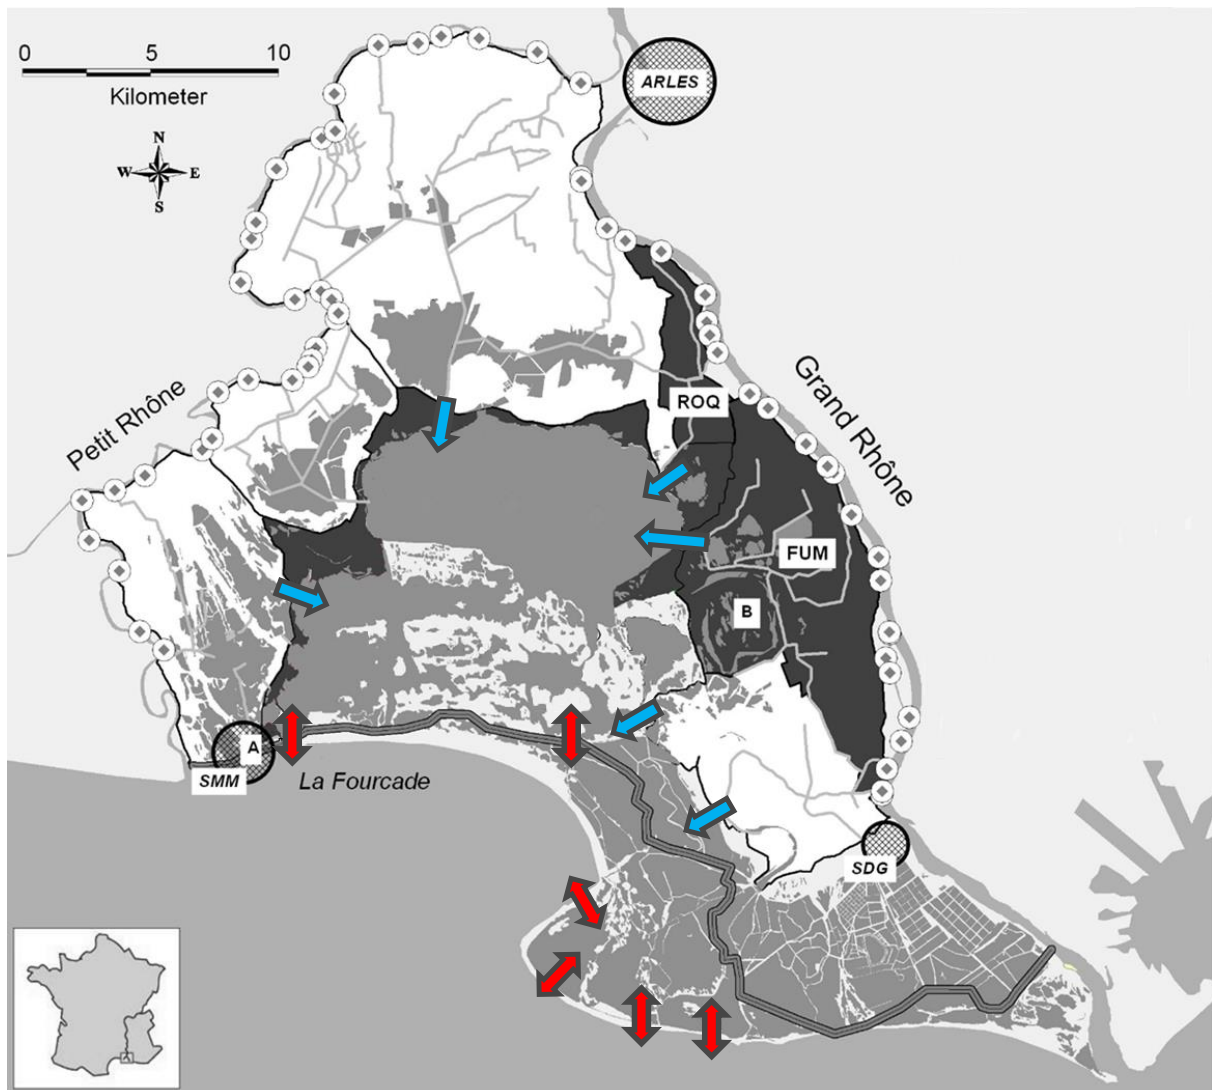 0 5 10
Kilometer
N
W E
S
ARLES
Petit Rhône
ROQ
Grand Rhône
FUM
B
A
SMM
La Fourcade
SDG